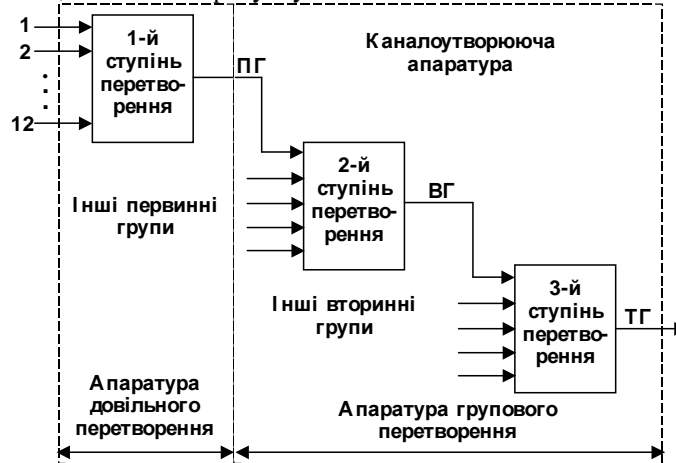 1
2
12
1-й
ступінь
перетво-
рення
ПГ
Каналоутворююча
апаратура
Інші первинні
групи
2-й
ступінь
перетво-
рення
ВГ
Інші вторинні
групи
3-й
ступінь
перетво-
рення
ТГ
Апаратура
довільного
перетворення
Апаратура групового
перетворення